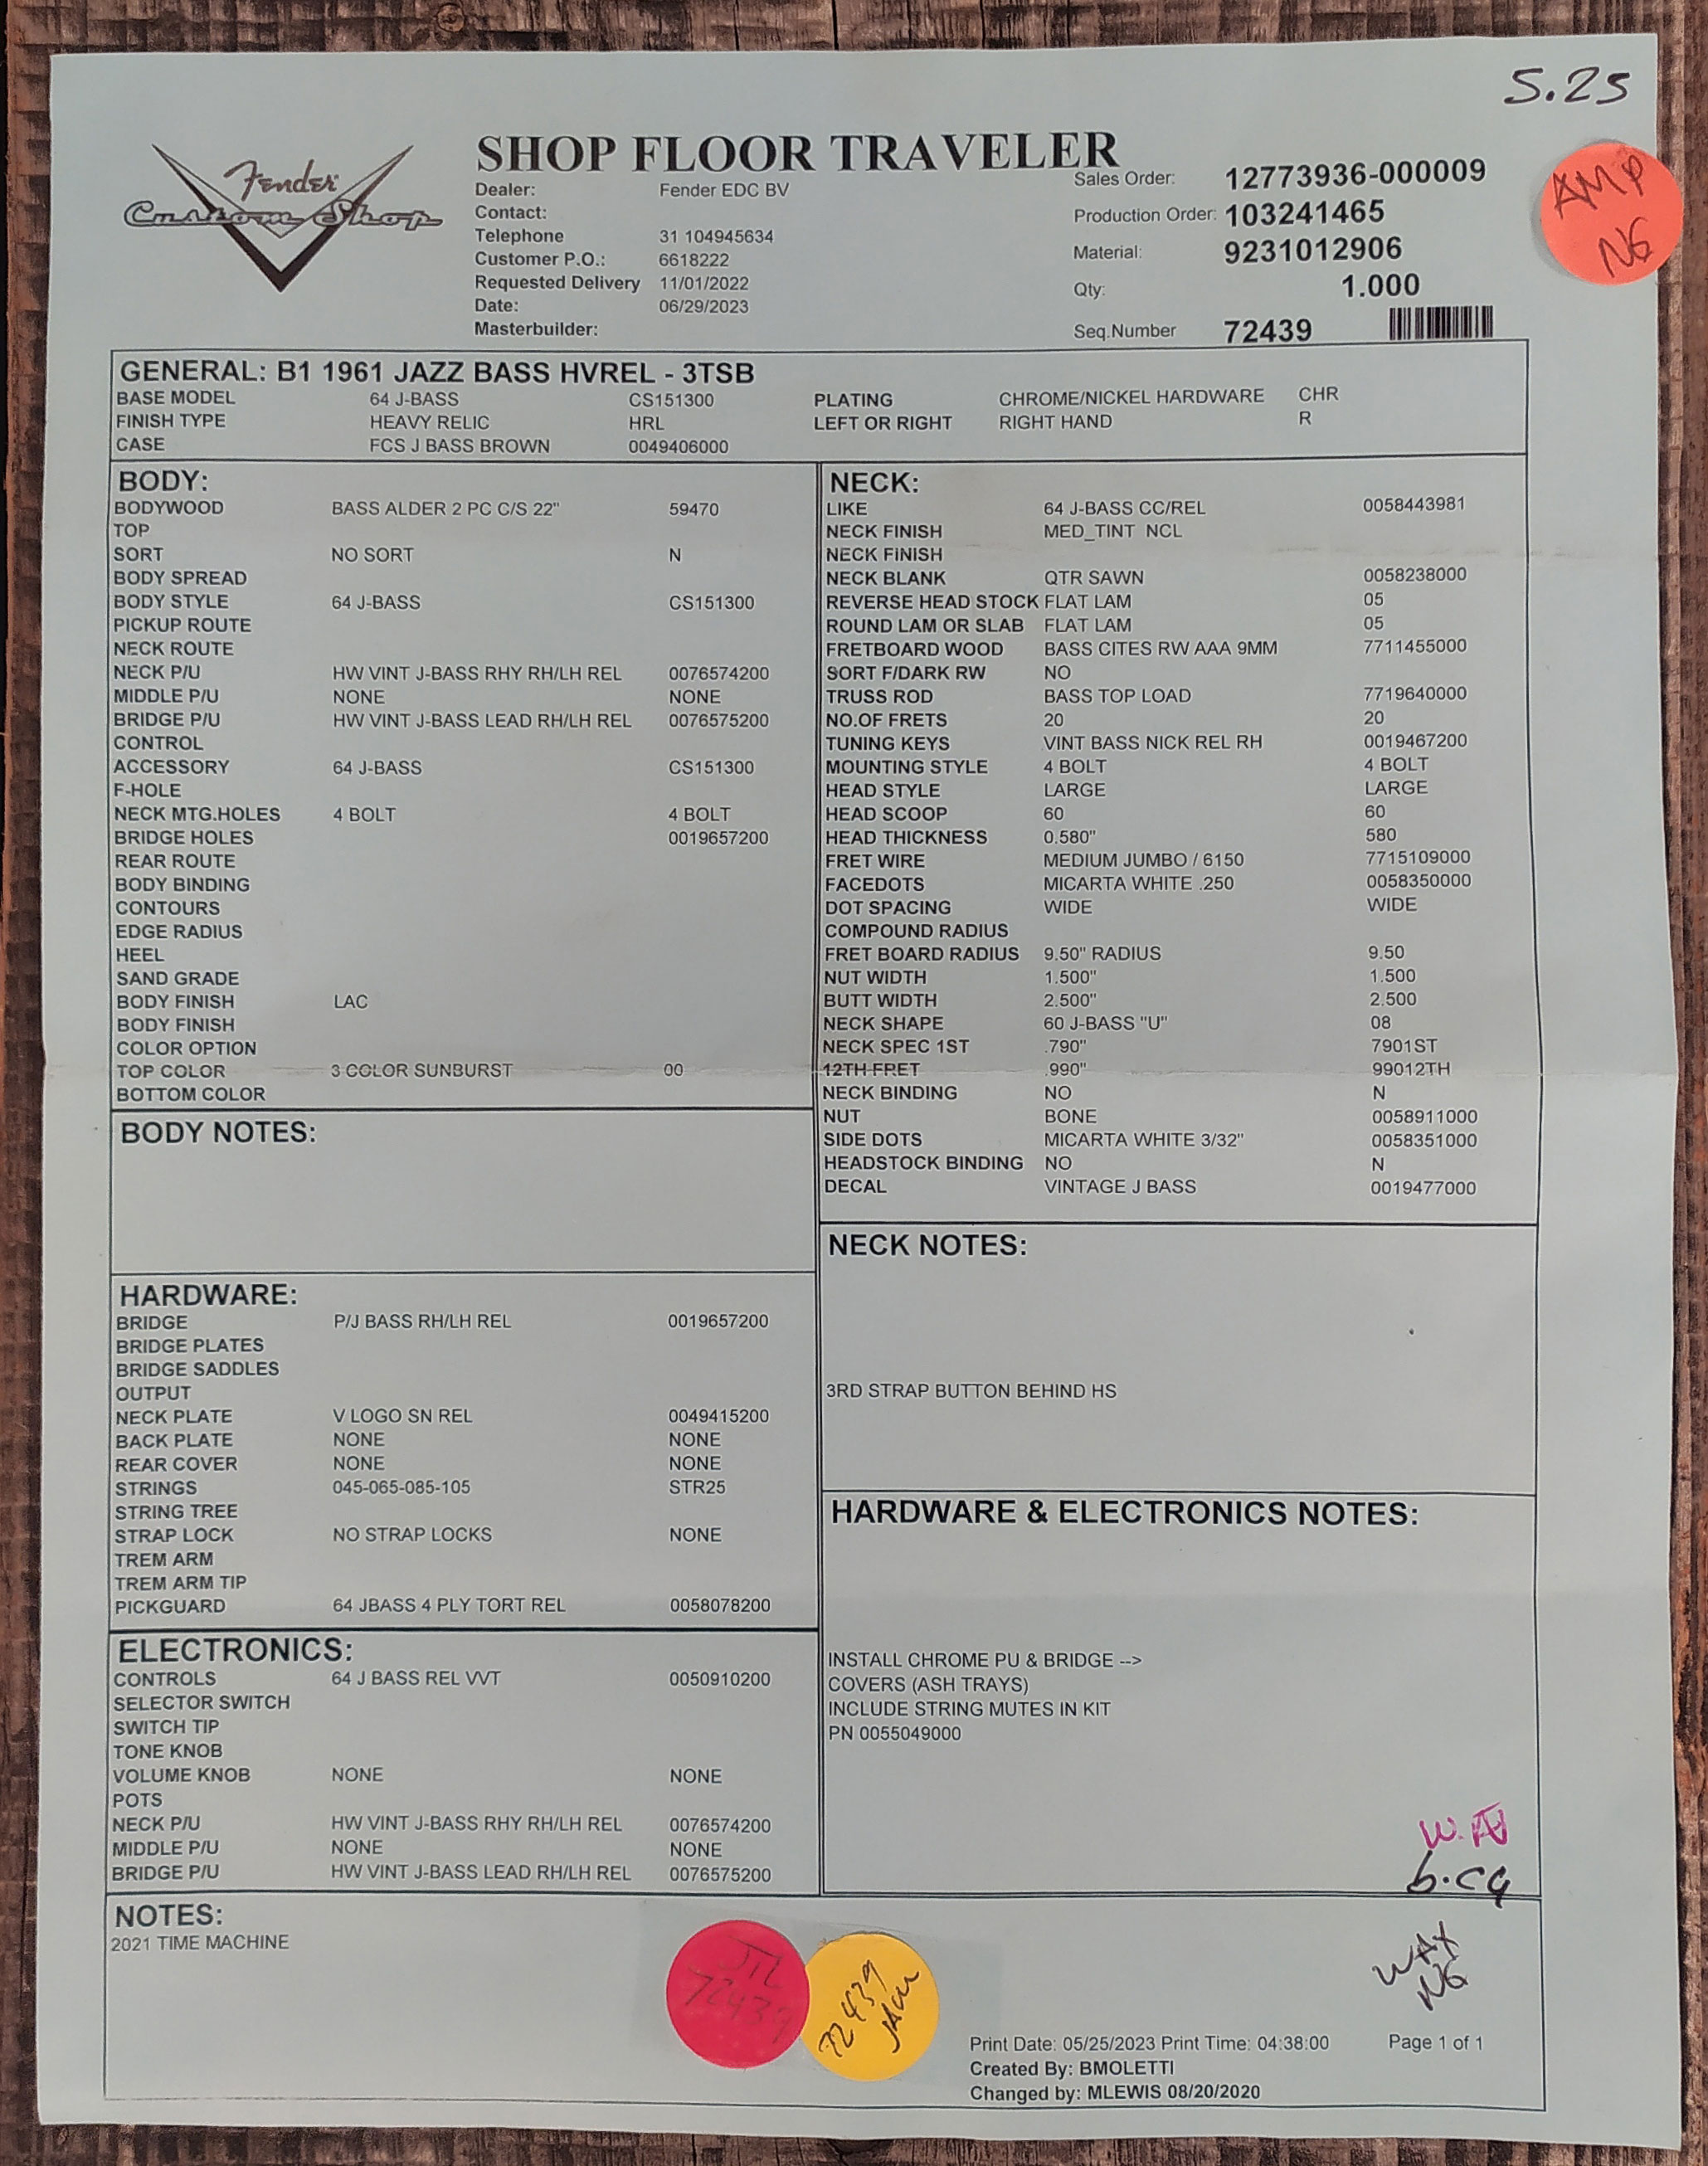 S.25
AMP
NG
Fender
Custom Shop
SHOP FLOOR TRAVELER
Dealer: Fender EDC BV
Contact:
Telephone 31 104945634
Customer P.O.: 6618222
Requested Delivery 11/01/2022
Date: 06/29/2023
Masterbuilder:
Sales Order: 12773936-000009
Production Order: 103241465
Material: 9231012906
Qty: 1.000
Seq.Number 72439
GENERAL: B1 1961 JAZZ BASS HVREL - 3TSB
BASE MODEL 64 J-BASS CS151300 PLATING CHROME/NICKEL HARDWARE CHR
FINISH TYPE HEAVY RELIC HRL LEFT OR RIGHT RIGHT HAND R
CASE FCS J BASS BROWN 0049406000
BODY:
BODYWOOD BASS ALDER 2 PC C/S 22" 59470
TOP
SORT NO SORT N
BODY SPREAD
BODY STYLE 64 J-BASS CS151300
PICKUP ROUTE
NECK ROUTE
NECK P/U HW VINT J-BASS RHY RH/LH REL 0076574200
MIDDLE P/U NONE NONE
BRIDGE P/U HW VINT J-BASS LEAD RH/LH REL 0076575200
CONTROL
ACCESSORY 64 J-BASS CS151300
F-HOLE
NECK MTG.HOLES 4 BOLT 4 BOLT
BRIDGE HOLES 0019657200
REAR ROUTE
BODY BINDING
CONTOURS
EDGE RADIUS
HEEL
SAND GRADE
BODY FINISH LAC
BODY FINISH
COLOR OPTION
TOP COLOR 3 COLOR SUNBURST 00
BOTTOM COLOR
BODY NOTES:
HARDWARE:
BRIDGE P/J BASS RH/LH REL 0019657200
BRIDGE PLATES
BRIDGE SADDLES
OUTPUT
NECK PLATE V LOGO SN REL 0049415200
BACK PLATE NONE NONE
REAR COVER NONE NONE
STRINGS 045-065-085-105 STR25
STRING TREE
STRAP LOCK NO STRAP LOCKS NONE
TREM ARM
TREM ARM TIP
PICKGUARD 64 JBASS 4 PLY TORT REL 0058078200
ELECTRONICS:
CONTROLS 64 J BASS REL VVT 0050910200
SELECTOR SWITCH
SWITCH TIP
TONE KNOB
VOLUME KNOB NONE NONE
POTS
NECK P/U HW VINT J-BASS RHY RH/LH REL 0076574200
MIDDLE P/U NONE NONE
BRIDGE P/U HW VINT J-BASS LEAD RH/LH REL 0076575200
NECK:
LIKE 64 J-BASS CC/REL 0058443981
NECK FINISH MED_TINT NCL
NECK FINISH
NECK BLANK QTR SAWN 0058238000
REVERSE HEAD STOCK FLAT LAM 05
ROUND LAM OR SLAB FLAT LAM 05
FRETBOARD WOOD BASS CITES RW AAA 9MM 7711455000
SORT F/DARK RW NO
TRUSS ROD BASS TOP LOAD 7719640000
NO.OF FRETS 20 20
TUNING KEYS VINT BASS NICK REL RH 0019467200
MOUNTING STYLE 4 BOLT 4 BOLT
HEAD STYLE LARGE LARGE
HEAD SCOOP 60 60
HEAD THICKNESS 0.580" 580
FRET WIRE MEDIUM JUMBO / 6150 7715109000
FACEDOTS MICARTA WHITE .250 0058350000
DOT SPACING WIDE WIDE
COMPOUND RADIUS
FRET BOARD RADIUS 9.50" RADIUS 9.50
NUT WIDTH 1.500" 1.500
BUTT WIDTH 2.500" 2.500
NECK SHAPE 60 J-BASS "U" 08
NECK SPEC 1ST .790" 7901ST
12TH FRET .990" 99012TH
NECK BINDING NO N
NUT BONE 0058911000
SIDE DOTS MICARTA WHITE 3/32" 0058351000
HEADSTOCK BINDING NO N
DECAL VINTAGE J BASS 0019477000
NECK NOTES:
3RD STRAP BUTTON BEHIND HS
HARDWARE & ELECTRONICS NOTES:
INSTALL CHROME PU & BRIDGE -->
COVERS (ASH TRAYS)
INCLUDE STRING MUTES IN KIT
PN 0055049000
b.cg
NOTES:
2021 TIME MACHINE
72439
72439
WAX
NG
Print Date: 05/25/2023 Print Time: 04:38:00 Page 1 of 1
Created By: BMOLETTI
Changed by: MLEWIS 08/20/2020